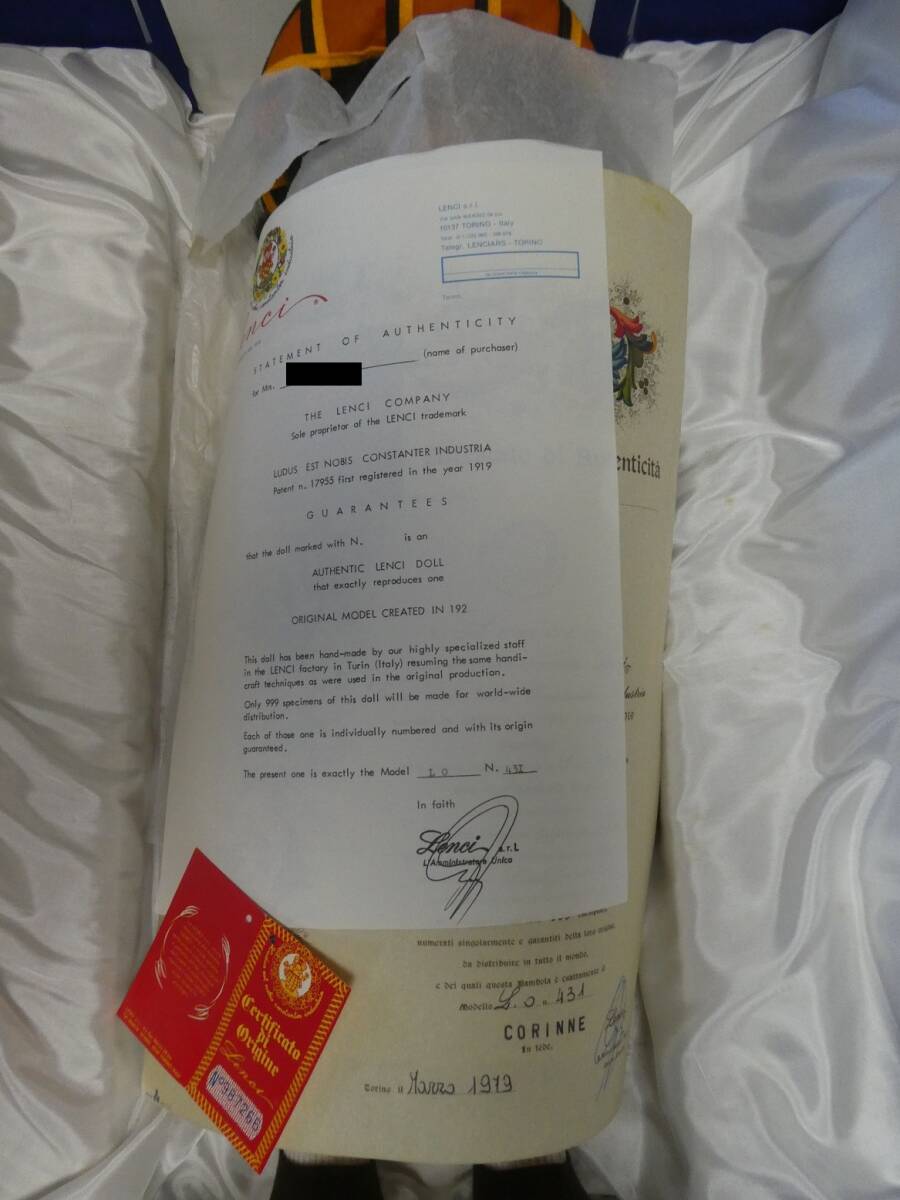 LENCI s.r.l.
10137 TORINO - Italy
Telegr. LENCIARS - TORINO
Torino,
Lenci ®
STATEMENT OF AUTHENTICITY
for Mm. (name of purchaser)
THE LENCI COMPANY
Sole proprietor of the LENCI trademark
LUDUS EST NOBIS CONSTANTER INDUSTRIA
Patent n. 17955 first registered in the year 1919
GUARANTEES
that the doll marked with N. is an
AUTHENTIC LENCI DOLL
that exactly reproduces one
ORIGINAL MODEL CREATED IN 192
This doll has been hand-made by our highly specialized staff
in the LENCI factory in Turin (Italy) resuming the same handi-
craft techniques as were used in the original production.
Only 999 specimens of this doll will be made for world-wide
distribution.
Each of those one is individually numbered and with its origin
guaranteed.
The present one is exactly the Model L O N. 431
In faith
Lenci s.r.L
L'Amministratore Unico
enticità
numerati singolarmente e garantiti della loro origine
da distribuire in tutto il mondo,
e dei quali questa Bambola è esattamente il
Modello L.O n. 431
CORINNE
In fede,
Torino il Marzo 1979
Certificato
di
Origine
Lenci
Nº987266